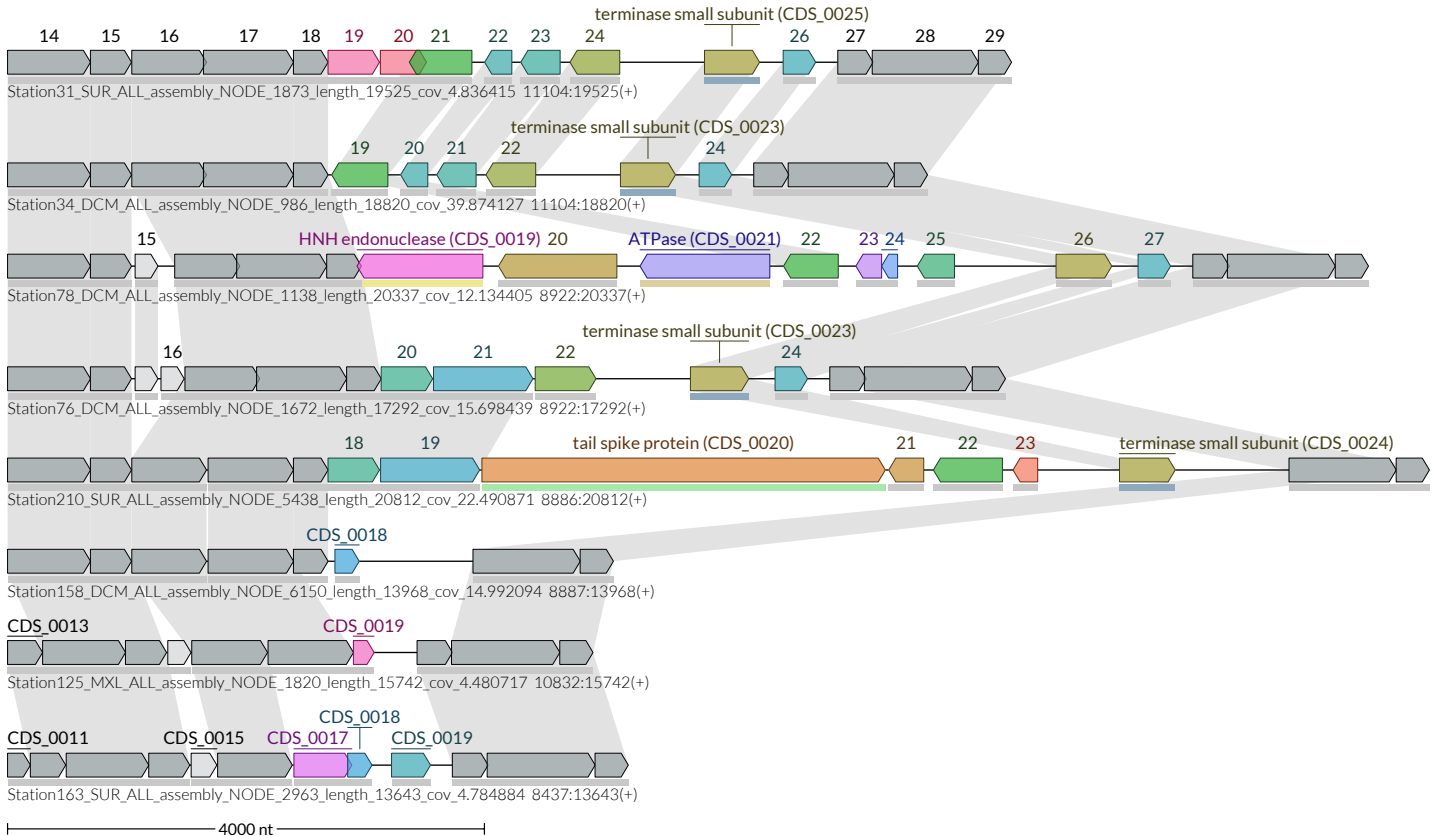 terminase small subunit (CDS_0025)
14 15 16 17 18 19 20 21 22 23 24 26 27 28 29
Station31_SUR_ALL_assembly_NODE_1873_length_19525_cov_4.836415 11104:19525(+)
terminase small subunit (CDS_0023)
19 20 21 22 24
Station34_DCM_ALL_assembly_NODE_986_length_18820_cov_39.874127 11104:18820(+)
15 HNH endonuclease (CDS_0019) 20 ATPase (CDS_0021) 22 23 24 25 26 27
Station78_DCM_ALL_assembly_NODE_1138_length_20337_cov_12.134405 8922:20337(+)
terminase small subunit (CDS_0023)
16 20 21 22 24
Station76_DCM_ALL_assembly_NODE_1672_length_17292_cov_15.698439 8922:17292(+)
18 19 tail spike protein (CDS_0020) 21 22 23 terminase small subunit (CDS_0024)
Station210_SUR_ALL_assembly_NODE_5438_length_20812_cov_22.490871 8886:20812(+)
CDS_0018
Station158_DCM_ALL_assembly_NODE_6150_length_13968_cov_14.992094 8887:13968(+)
CDS_0013 CDS_0019
Station125_MXL_ALL_assembly_NODE_1820_length_15742_cov_4.480717 10832:15742(+)
CDS_0018
CDS_0011 CDS_0015 CDS_0017 CDS_0019
Station163_SUR_ALL_assembly_NODE_2963_length_13643_cov_4.784884 8437:13643(+)
4000 nt